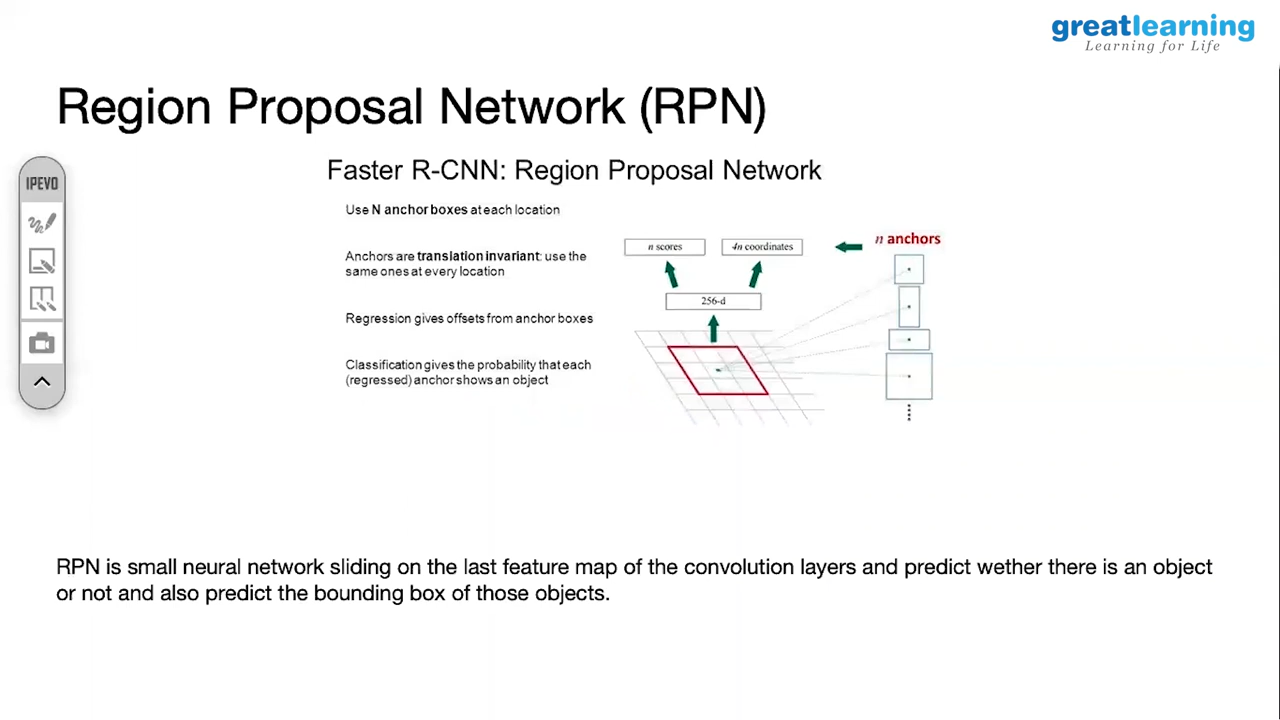 greatlearning
Learning for Life
Region Proposal Network (RPN)
IPEVO
Faster R-CNN: Region Proposal Network
Use N anchor boxes at each location
Anchors are translation invariant: use the
same ones at every location
Regression gives offsets from anchor boxes
Classification gives the probability that each
(regressed) anchor shows an object
n scores
4n coordinates
n anchors
256-d
RPN is small neural network sliding on the last feature map of the convolution layers and predict wether there is an object
or not and also predict the bounding box of those objects.